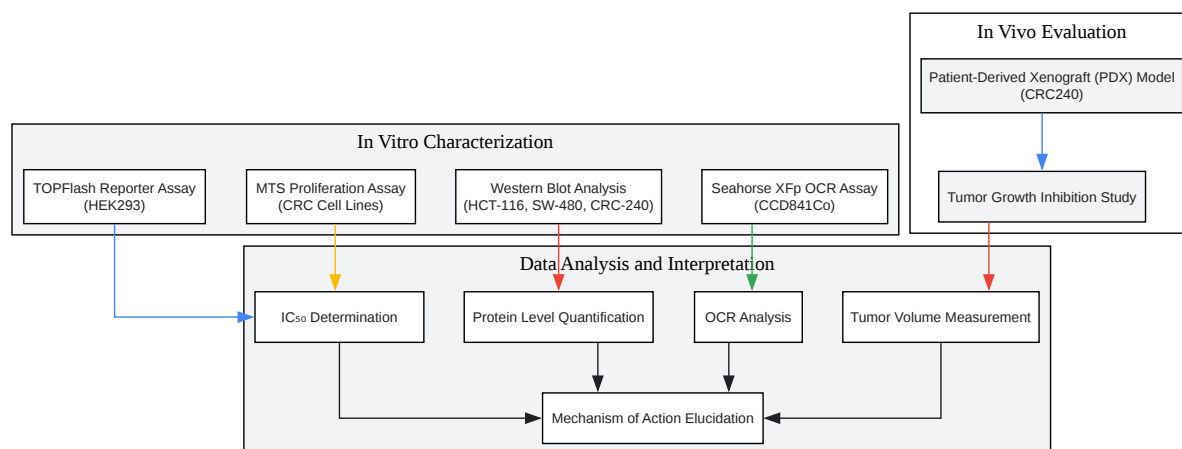 In Vivo Evaluation
Patient-Derived Xenograft (PDX) Model
(CRC240)
In Vitro Characterization
TOPFlash Reporter Assay
(HEK293)
MTS Proliferation Assay
(CRC Cell Lines)
Western Blot Analysis
(HCT-116, SW-480, CRC-240)
Seahorse XFp OCR Assay
(CCD841Co)
Tumor Growth Inhibition Study
Data Analysis and Interpretation
IC₅₀ Determination
Protein Level Quantification
OCR Analysis
Tumor Volume Measurement
Mechanism of Action Elucidation